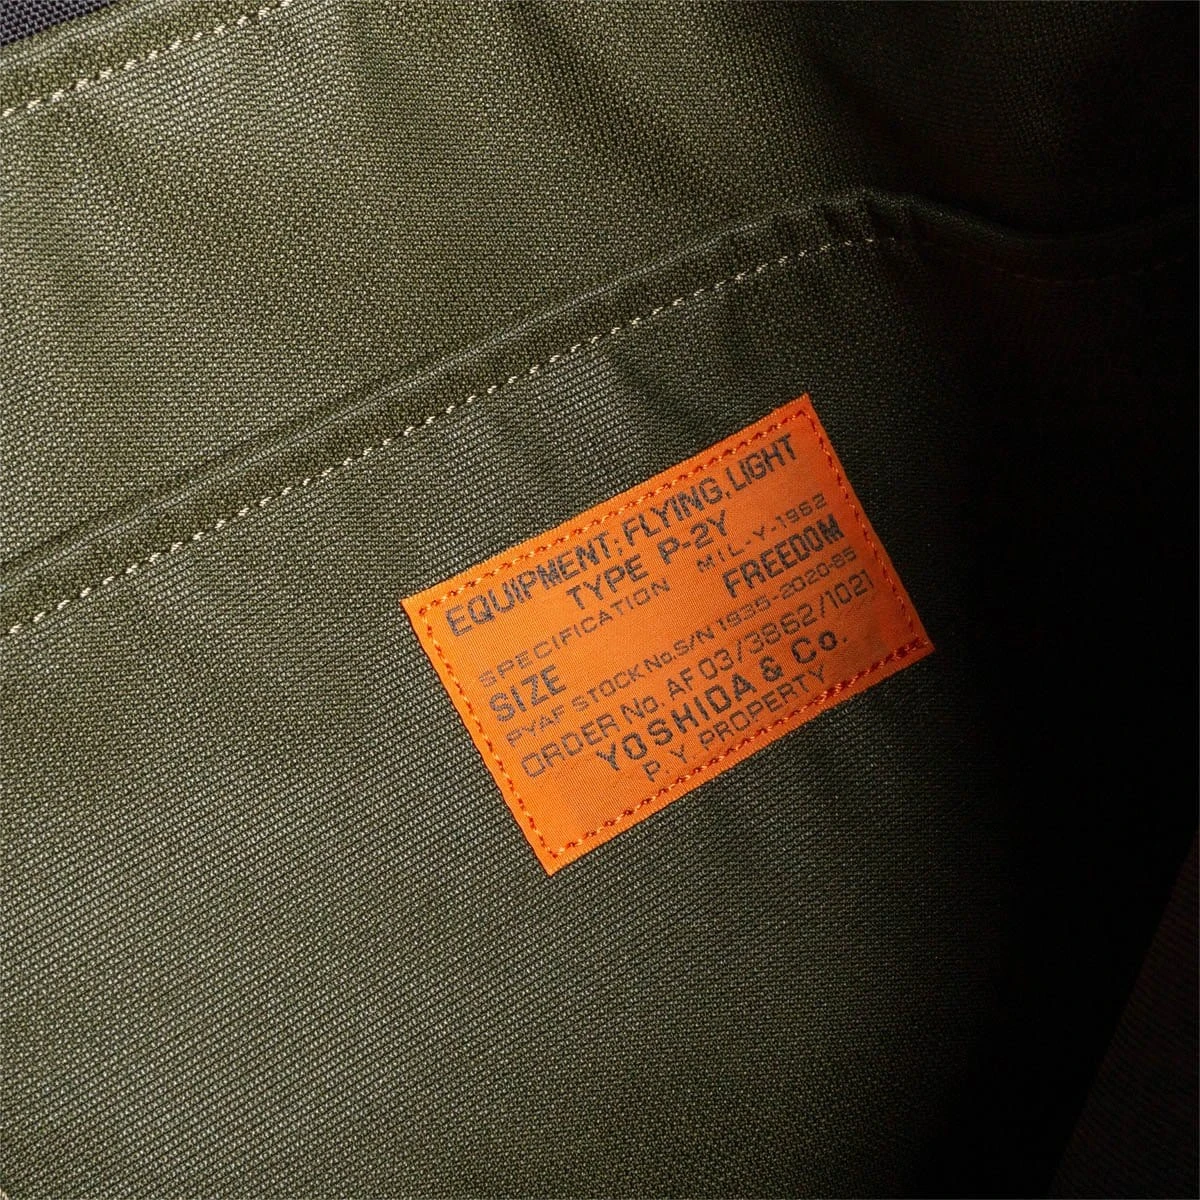 EQUIPMENT; FLYING, LIGHT
TYPE P-2Y
SPECIFICATION MIL-Y-1962
SIZE FREEDOM
PYAF STOCK No. S/N 1935-2020-85
ORDER No. AF 03/3862/1021
YOSHIDA & Co.
P.Y PROPERTY